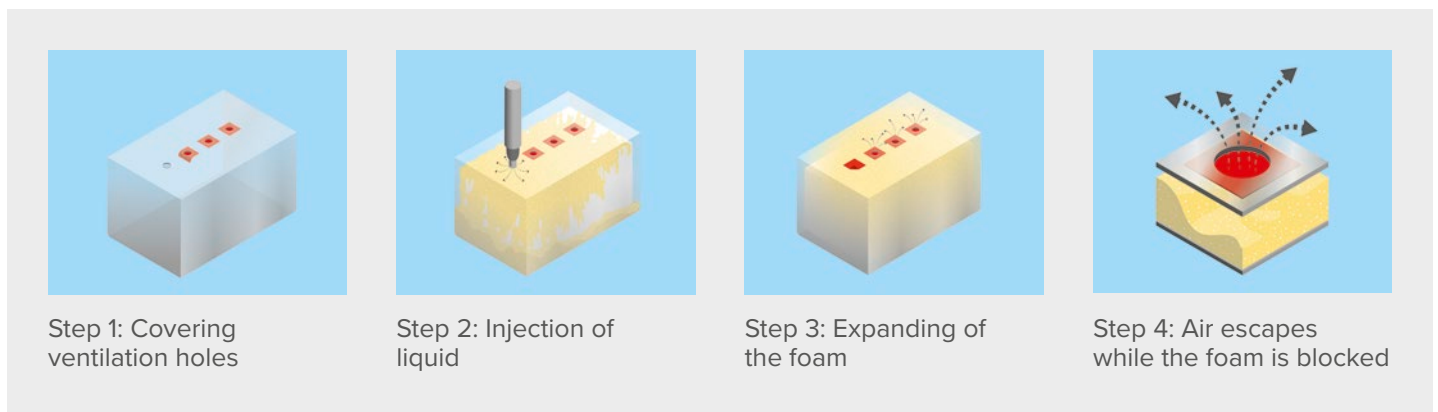 Step 1: Covering
ventilation holes
Step 2: Injection of
liquid
Step 3: Expanding of
the foam
Step 4: Air escapes
while the foam is blocked